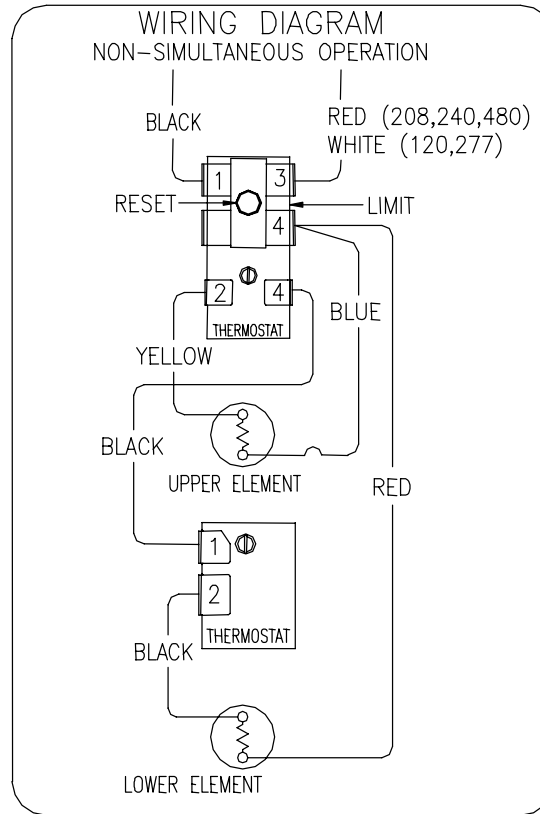 WIRING DIAGRAM
NON-SIMULTANEOUS OPERATION
BLACK
RED (208,240,480)
WHITE (120,277)
1
3
RESET
LIMIT
4
2
4
BLUE
THERMOSTAT
YELLOW
BLACK
UPPER ELEMENT
RED
1
2
THERMOSTAT
BLACK
LOWER ELEMENT